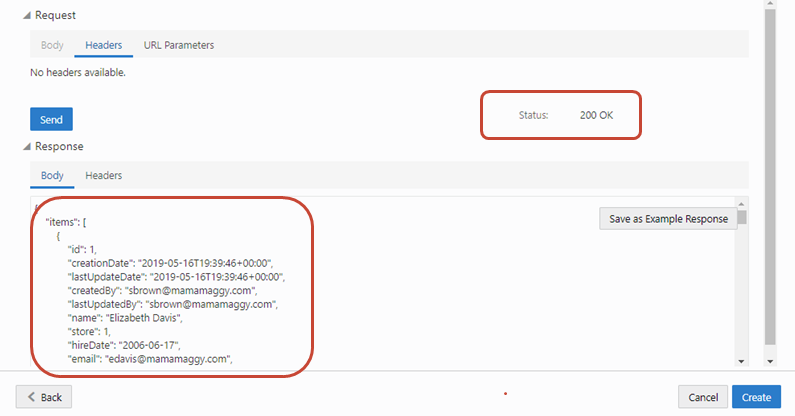 Request
Body Headers URL Parameters
No headers available.
Send Status: 200 OK
Response
Body Headers
Save as Example Response
"items": [
{
"id": 1,
"creationDate": "2019-05-16T19:39:46+00:00",
"lastUpdateDate": "2019-05-16T19:39:46+00:00",
"createdBy": "sbrown@mamamaggy.com",
"lastUpdatedBy": "sbrown@mamamaggy.com",
"name": "Elizabeth Davis",
"store": 1,
"hireDate": "2006-06-17",
"email": "edavis@mamamaggy.com",
Back Cancel Create